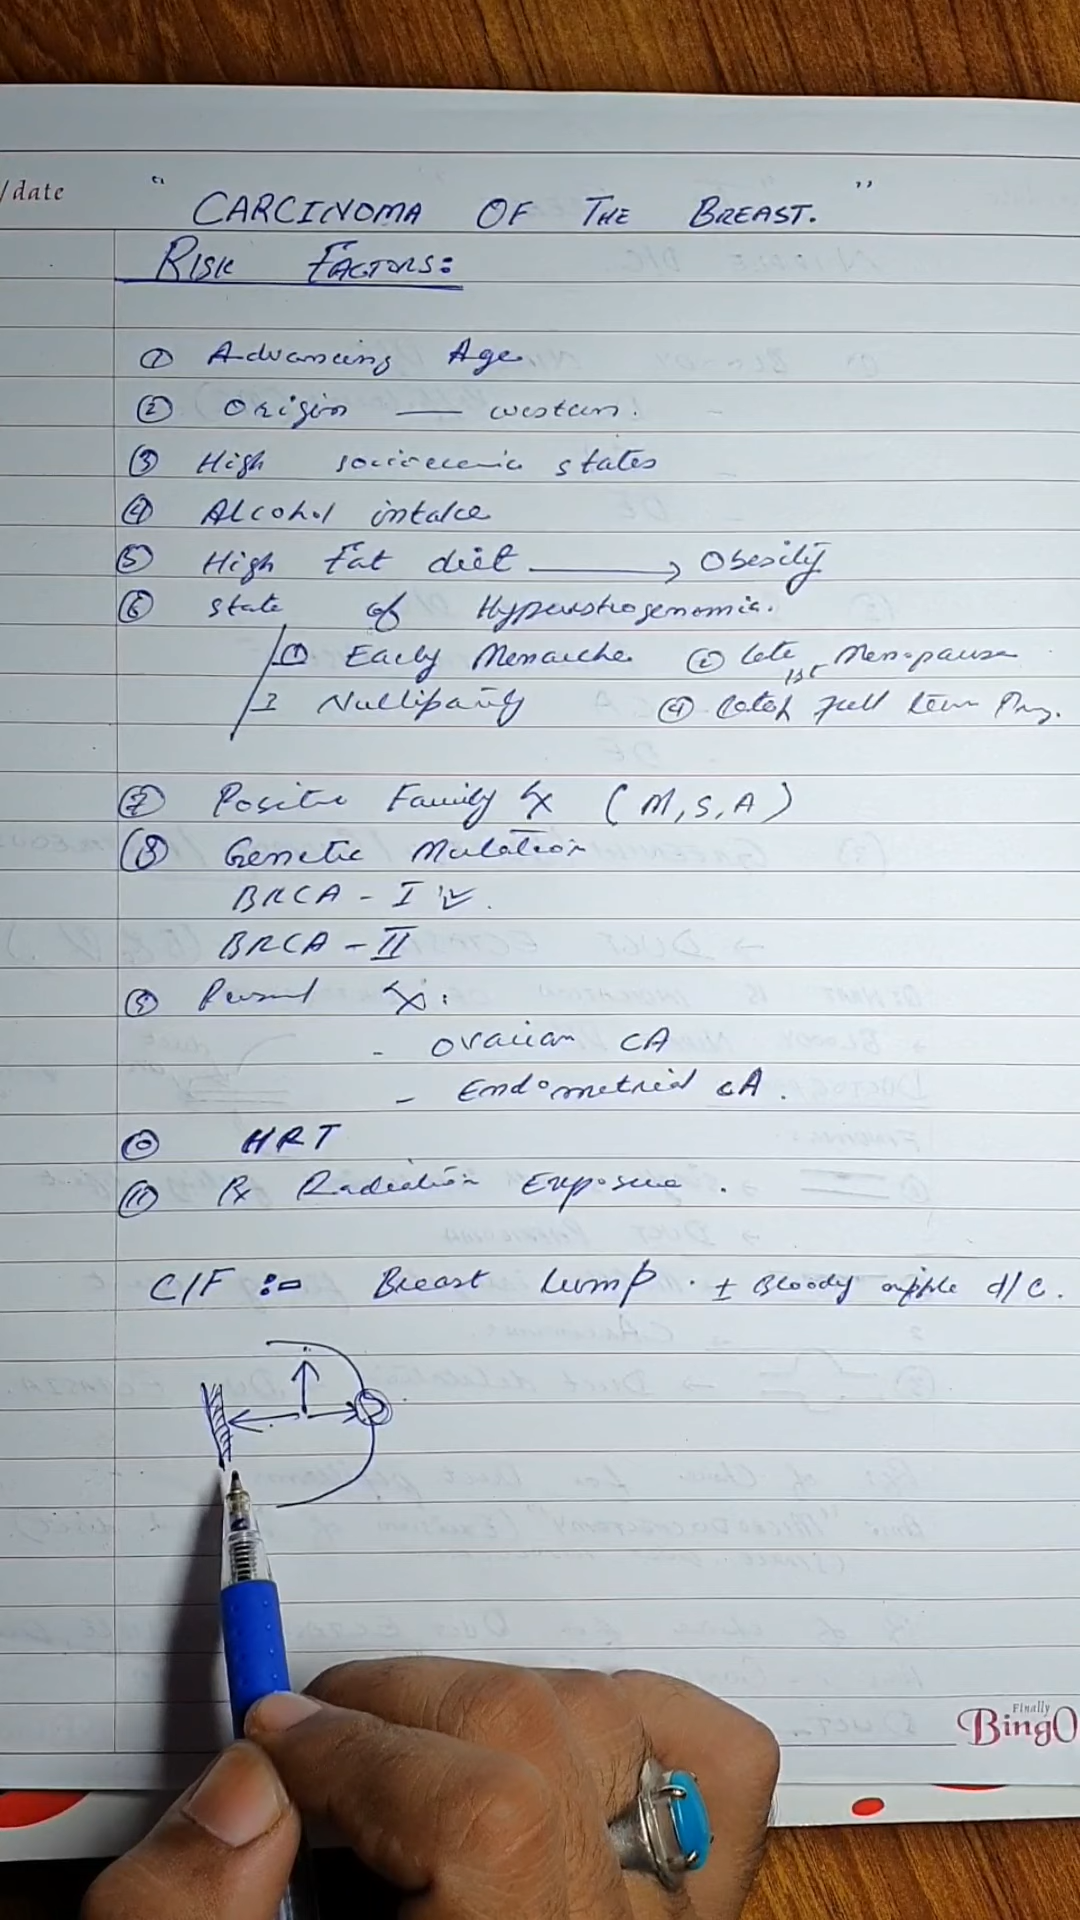 /date
" CARCINOMA OF THE BREAST. "
RISK FACTORS:
① Advancing Age
② Origin — western.
③ High socioecenic states
④ Alcohol intake
⑤ High Fat diet → Obesity
⑥ state of Hyperestrogenomia.
① Early Menarche ② late Menopause
3 Nulliparity ④ late 1st full term Preg.
⑦ Positive Family Hx (M, S, A)
⑧ Genetic Mutation
BRCA - I
BRCA - II
⑨ Personal Hx:
- ovarian CA
- Endometrial CA.
⑩ HRT
⑪ Rx Radiation Exposure.
C/F :- Breast Lump. ± Bloody nipple d/c.
Finally
BingO